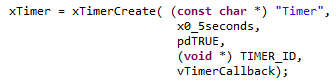 xTimer = xTimerCreate( (const char *) "Timer",
x0_5seconds,
pdTRUE,
(void *) TIMER_ID,
vTimerCallback);